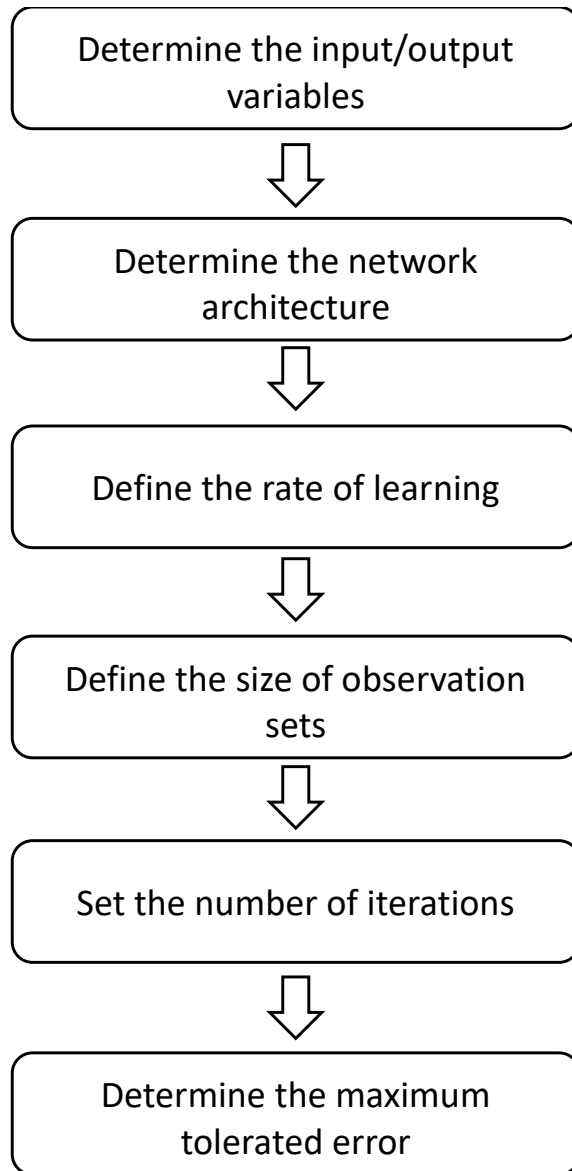 Determine the input/output
variables
Determine the network
architecture
Define the rate of learning
Define the size of observation
sets
Set the number of iterations
Determine the maximum
tolerated error